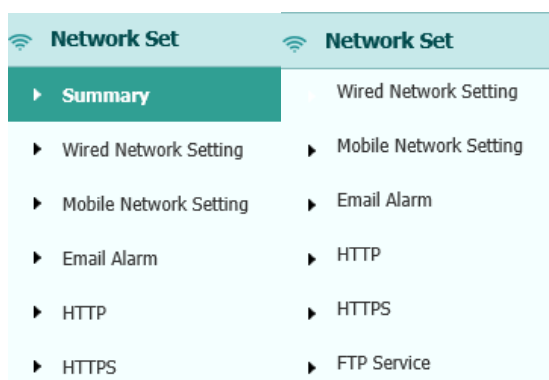 Network Set
Summary
Wired Network Setting
Mobile Network Setting
Email Alarm
HTTP
HTTPS
Network Set
Wired Network Setting
Mobile Network Setting
Email Alarm
HTTP
HTTPS
FTP Service